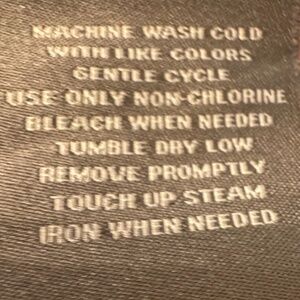 MACHINE WASH COLD
WITH LIKE COLORS
GENTLE CYCLE
USE ONLY NON-CHLORINE
BLEACH WHEN NEEDED
TUMBLE DRY LOW
REMOVE PROMPTLY
TOUCH UP STEAM
IRON WHEN NEEDED